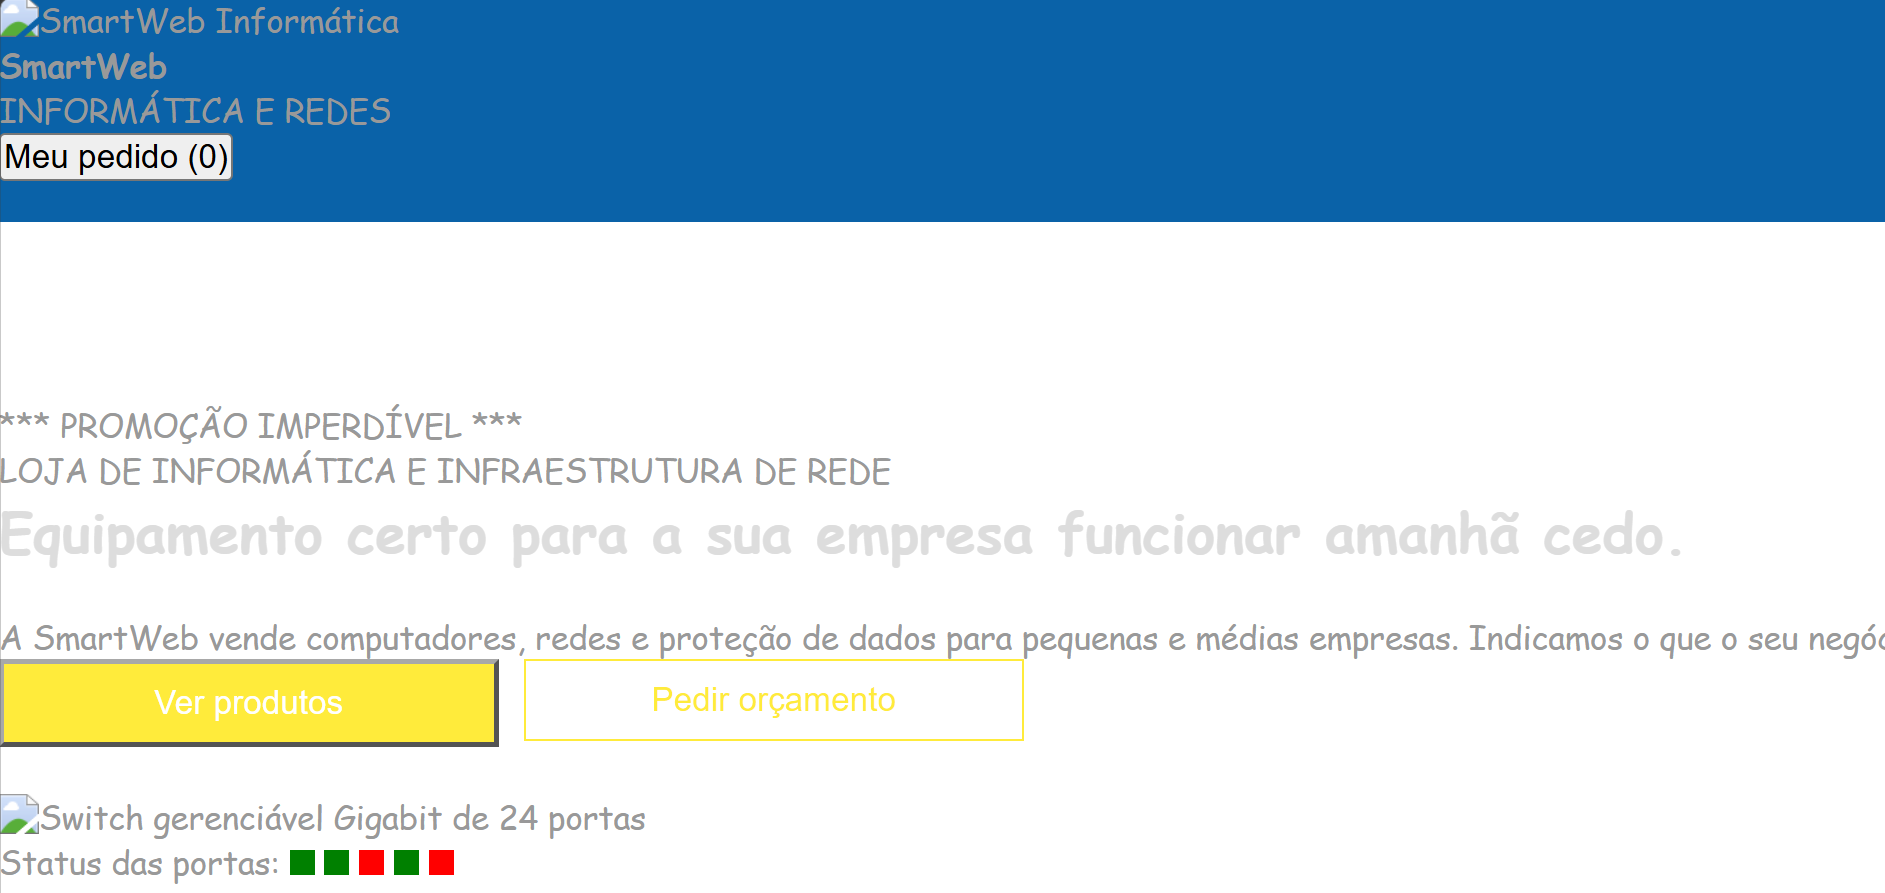 SmartWeb Informática
SmartWeb
INFORMÁTICA E REDES
Meu pedido (0)
*** PROMOÇÃO IMPERDÍVEL ***
LOJA DE INFORMÁTICA E INFRAESTRUTURA DE REDE
Equipamento certo para a sua empresa funcionar amanhã cedo.
A SmartWeb vende computadores, redes e proteção de dados para pequenas e médias empresas. Indicamos o que o seu
Ver produtos
Pedir orçamento
Switch gerenciável Gigabit de 24 portas
Status das portas: